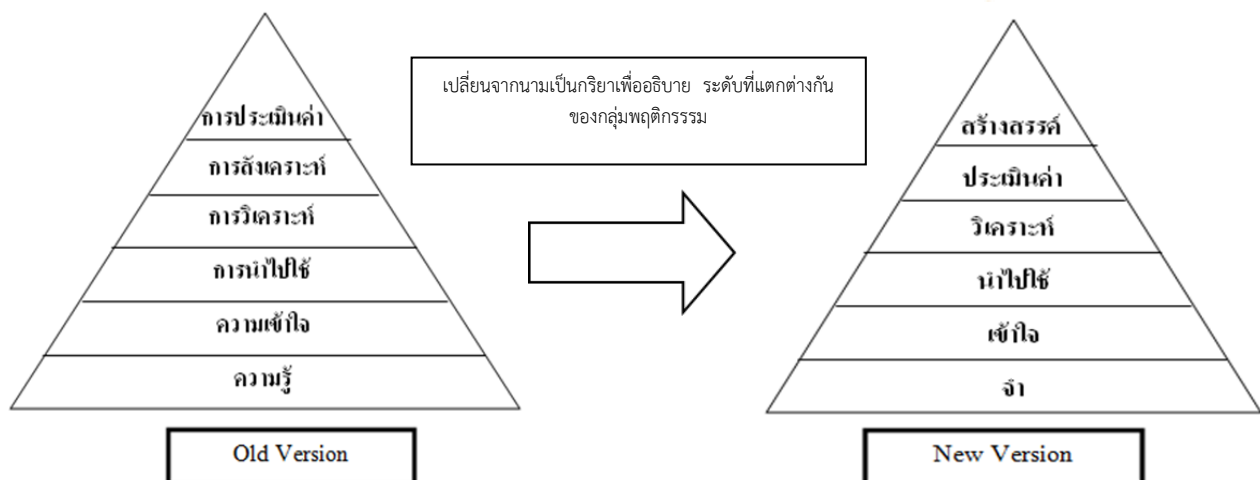 เปลี่ยนจากนามเป็นกริยาเพื่ออธิบาย ระดับที่แตกต่างกัน
ของกลุ่มพฤติกรรรม
การประเมินค่า
การสังเคราะห์
การวิเคราะห์
การนำไปใช้
ความเข้าใจ
ความรู้
Old Version
สร้างสรรค์
ประเมินค่า
วิเคราะห์
นำไปใช้
เข้าใจ
จำ
New Version